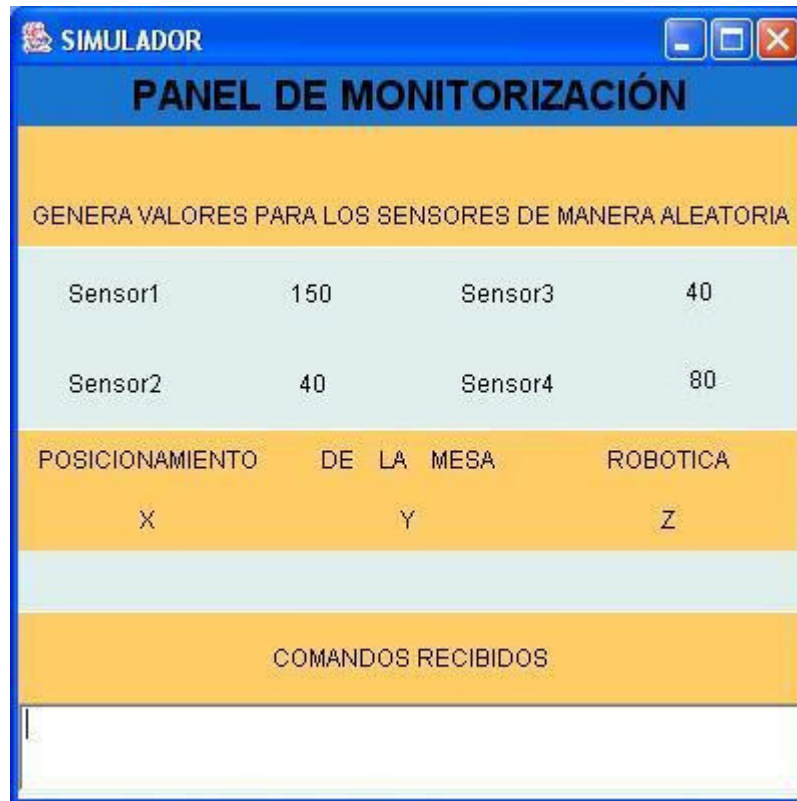 SIMULADOR
PANEL DE MONITORIZACIÓN
GENERA VALORES PARA LOS SENSORES DE MANERA ALEATORIA
Sensor1 150 Sensor3 40
Sensor2 40 Sensor4 80
POSICIONAMIENTO DE LA MESA ROBOTICA
X Y Z
COMANDOS RECIBIDOS